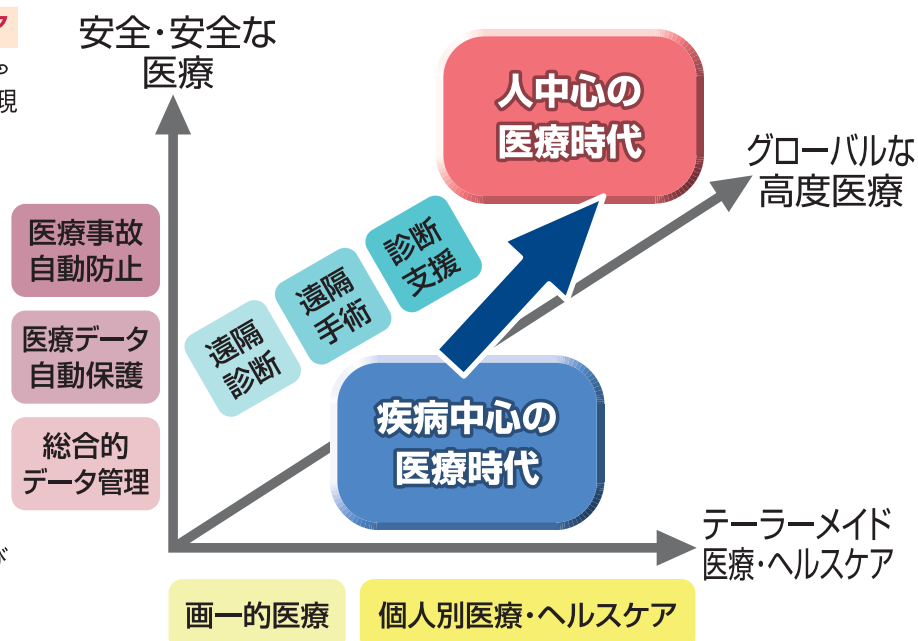 ア
や
現
安全・安全な
医療
人中心の
医療時代
グローバルな
高度医療
医療事故
自動防止
診断
支援
遠隔
手術
遠隔
診断
医療データ
自動保護
疾病中心の
医療時代
総合的
データ管理
テーラーメイド
医療・ヘルスケア
び
画一的医療
個人別医療・ヘルスケア